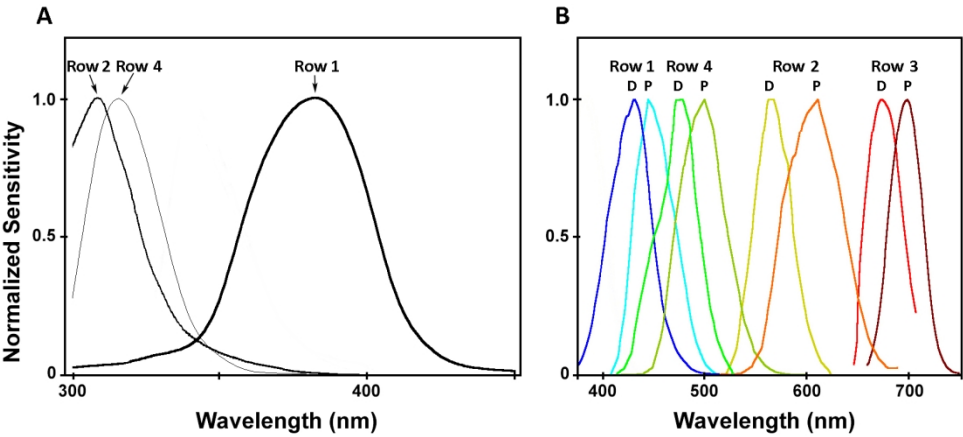 A
Row 2 Row 4 Row 1
1.0
0.5
0
300 400
Normalized Sensitivity
Wavelength (nm)
B
Row 1 Row 4 Row 2 Row 3
D P D P D P D P
1.0
0.5
0
400 500 600 700
Wavelength (nm)